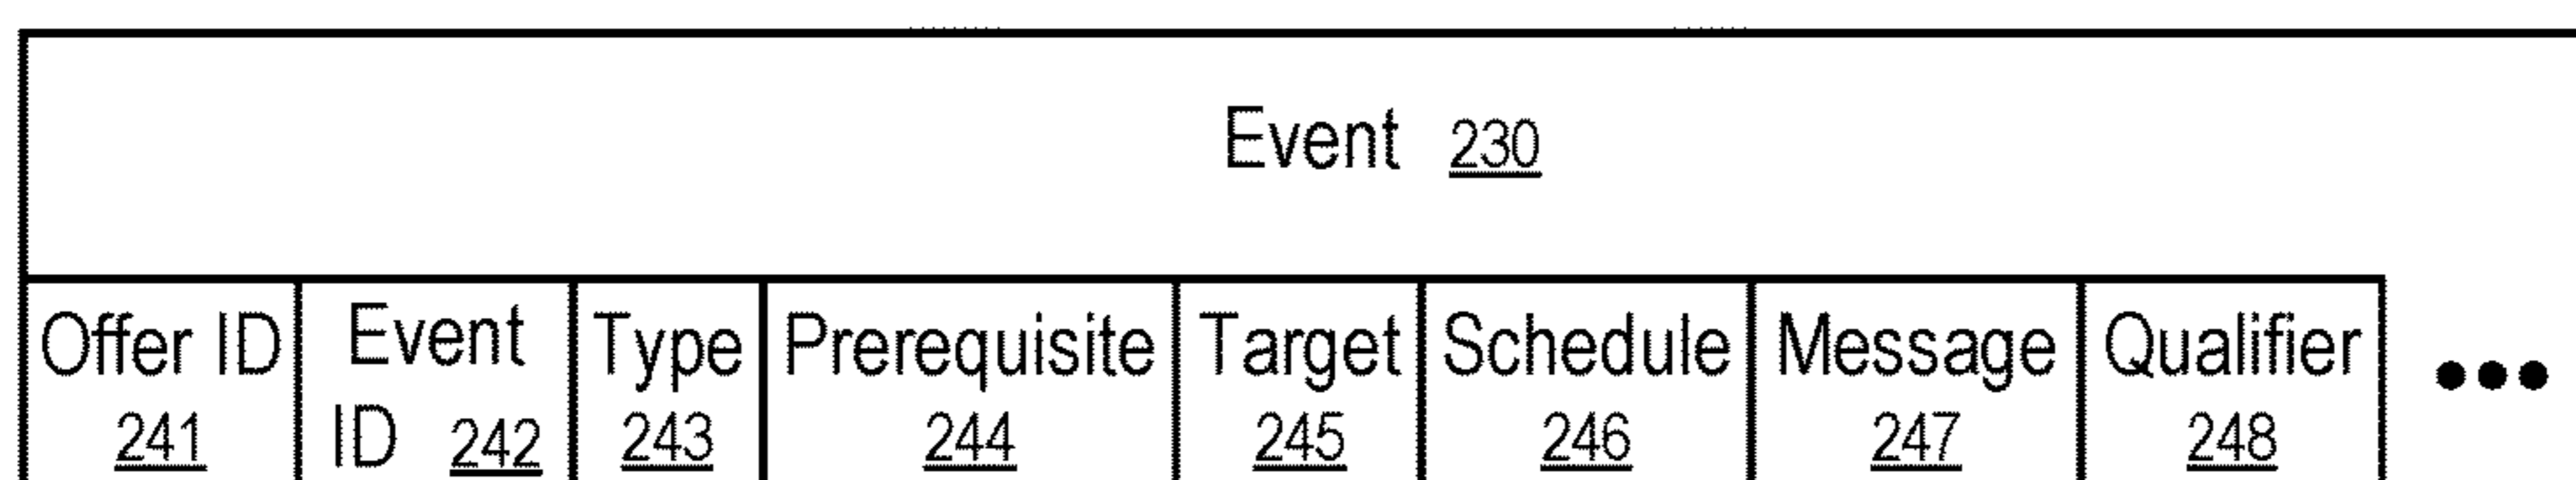 Event 230
Offer ID Event Type Prerequisite Target Schedule Message Qualifier •••
241 ID 242 243 244 245 246 247 248